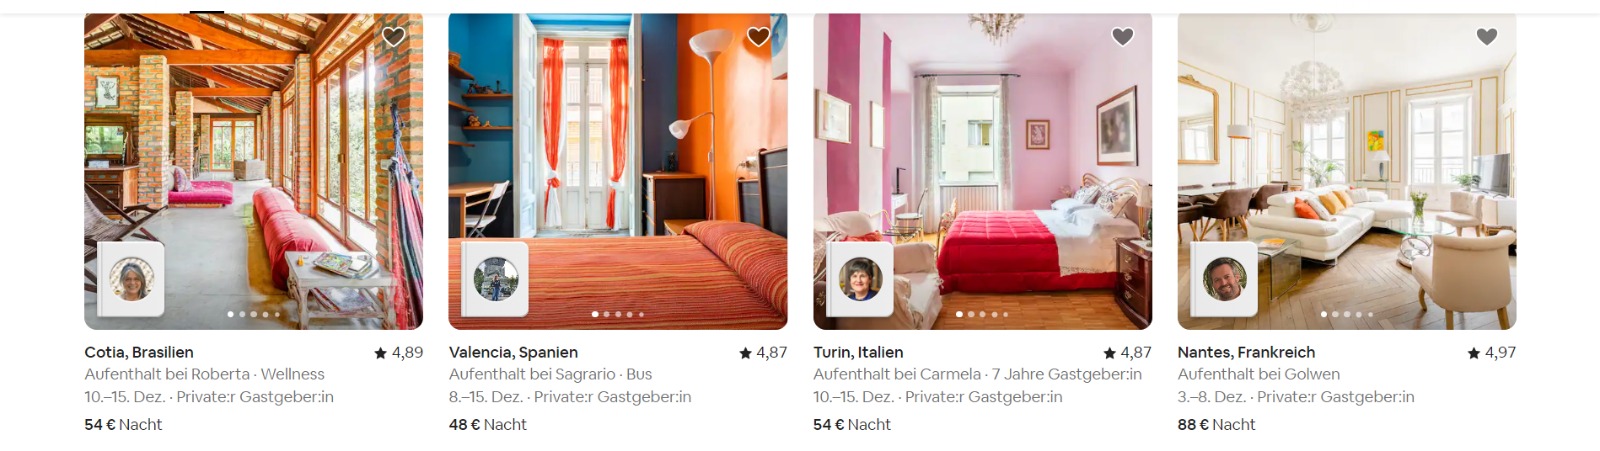 Cotia, Brasilien
4,89
Aufenthalt bei Roberta · Wellness
10.–15. Dez. · Private:r Gastgeber:in
54 € Nacht
Valencia, Spanien
4,87
Aufenthalt bei Sagrario · Bus
8.–15. Dez. · Private:r Gastgeber:in
48 € Nacht
Turin, Italien
4,87
Aufenthalt bei Carmela · 7 Jahre Gastgeber:in
10.–15. Dez. · Private:r Gastgeber:in
54 € Nacht
Nantes, Frankreich
4,97
Aufenthalt bei Golwen
3.–8. Dez. · Private:r Gastgeber:in
88 € Nacht